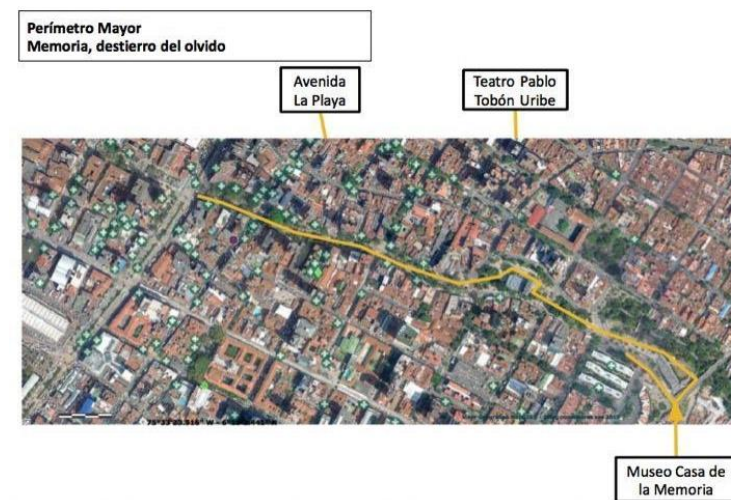 Perímetro Mayor
Memoria, destierro del olvido
Avenida
La Playa
Teatro Pablo
Tobón Uribe
Museo Casa de
la Memoria